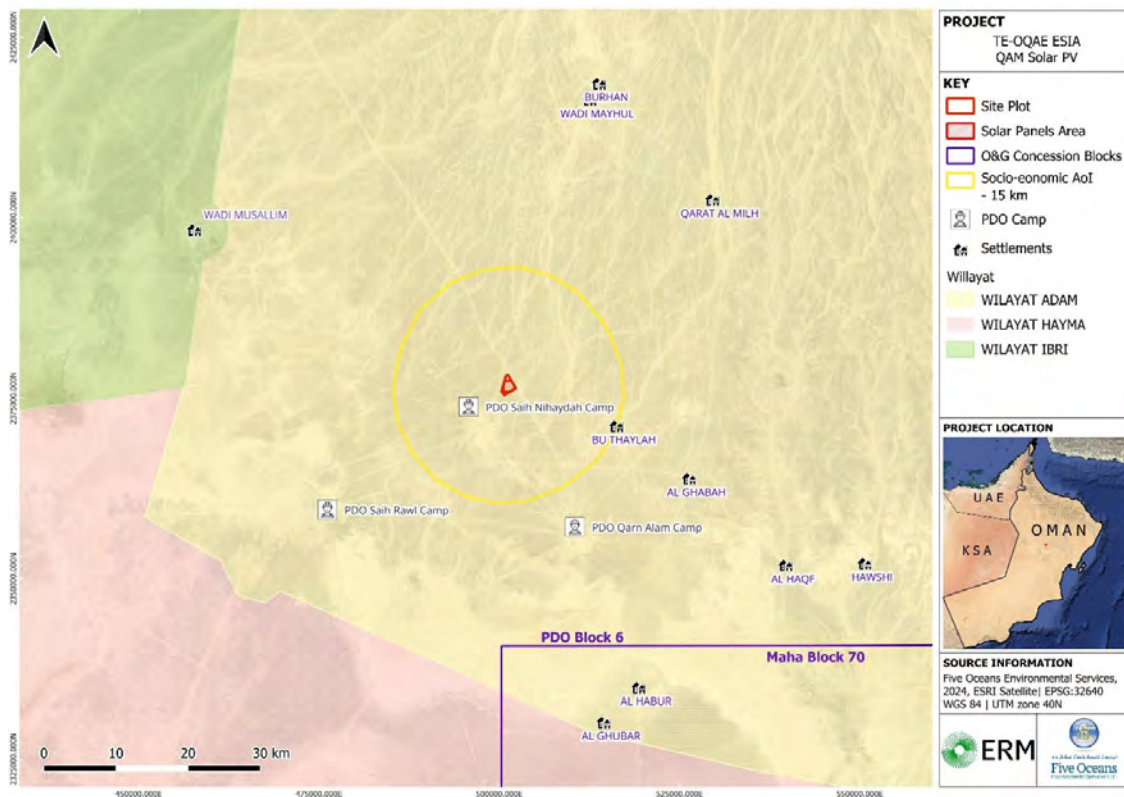 PROJECT
TE-OQAE ESIA
QAM Solar PV
KEY
Site Plot
Solar Panels Area
O&G Concession Blocks
Socio-eonomic AoI
- 15 km
PDO Camp
Settlements
Willayat
WILAYAT ADAM
WILAYAT HAYMA
WILAYAT IBRI
PROJECT LOCATION
UAE
OMAN
KSA
SOURCE INFORMATION
Five Oceans Environmental Services,
2024, ESRI Satellite| EPSG:32640
WGS 84 | UTM zone 40N
ERM
Five Oceans
BURHAN
WADI MAYHUL
QARAT AL MILH
WADI MUSALLIM
PDO Saih Nihaydah Camp
BU THAYLAH
AL GHABAH
PDO Saih Rawl Camp
PDO Qarn Alam Camp
AL HAQF
HAWSHI
PDO Block 6
Maha Block 70
AL HABUR
AL GHUBAR
0 10 20 30 km
2425000.000N
2400000.000N
2375000.000N
2350000.000N
2325000.000N
450000.000E
475000.000E
500000.000E
525000.000E
550000.000E